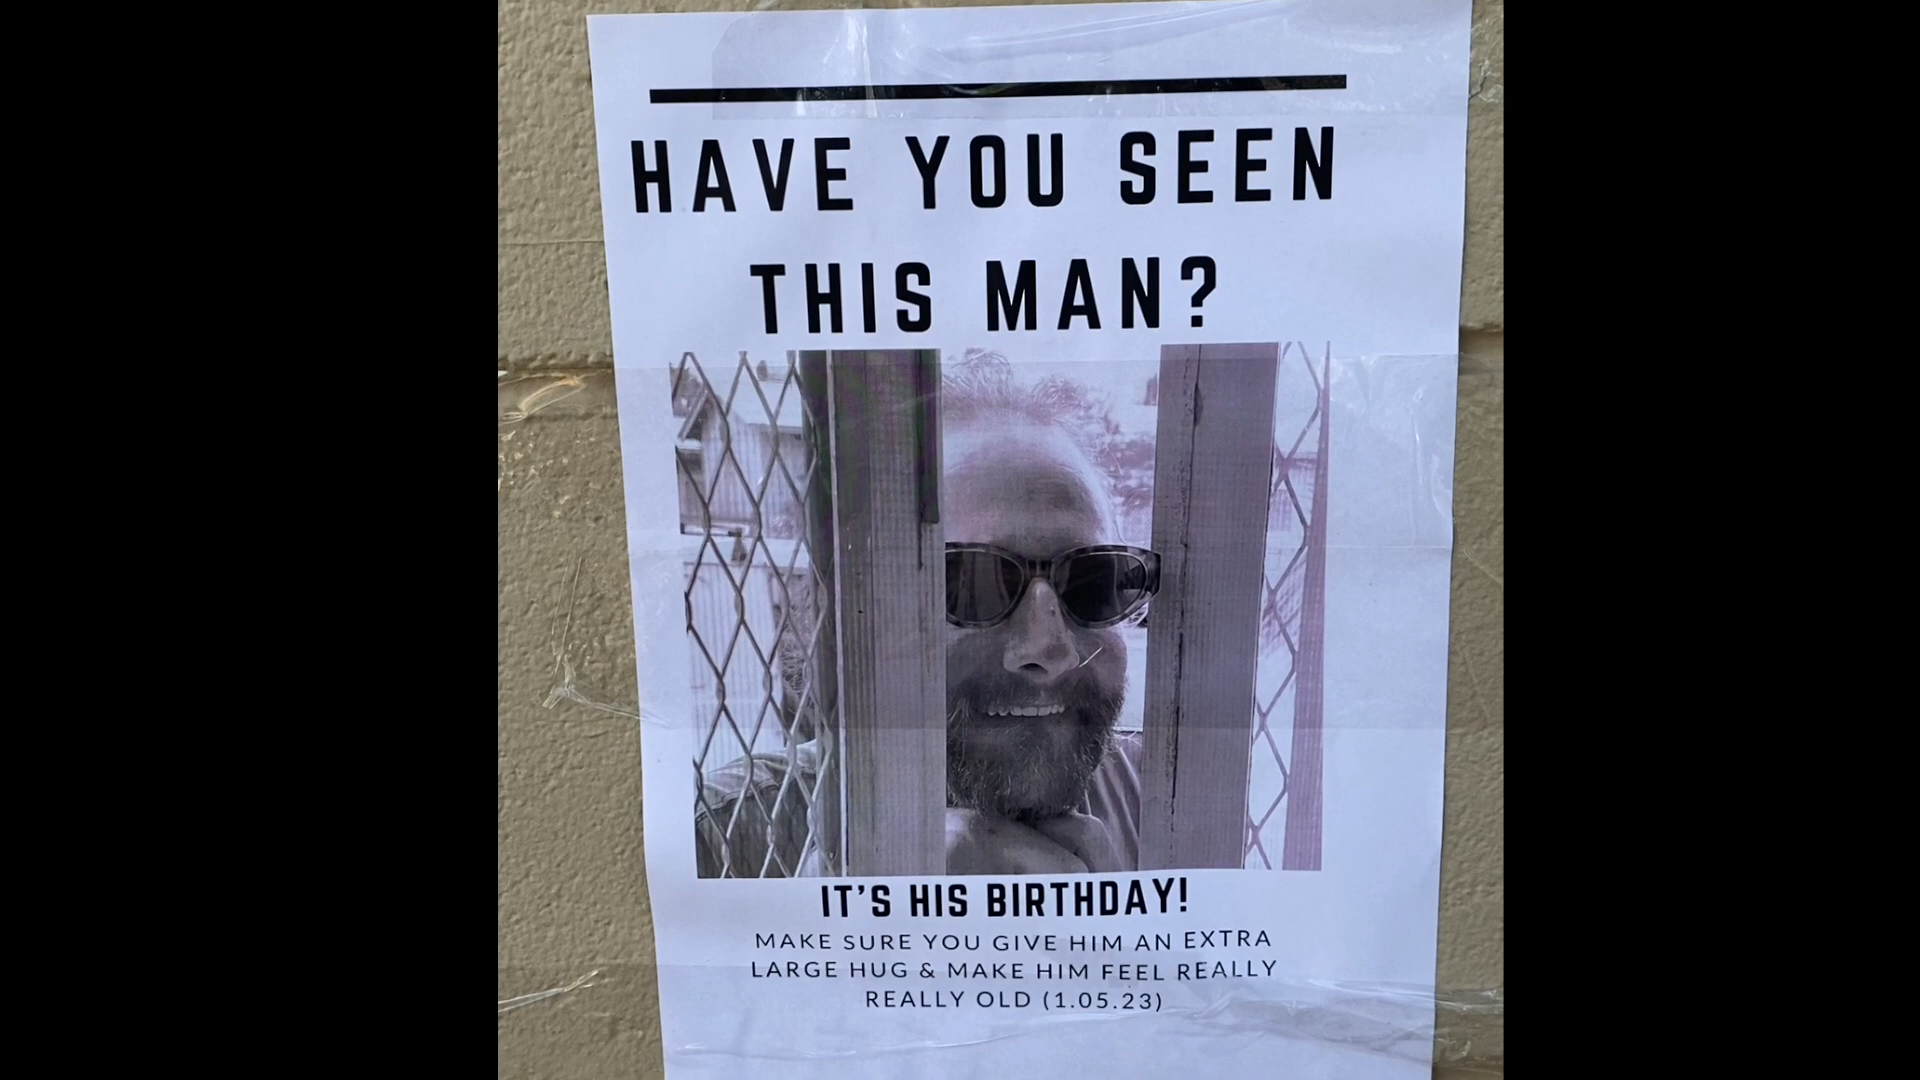 HAVE YOU SEEN
THIS MAN?
IT'S HIS BIRTHDAY!
MAKE SURE YOU GIVE HIM AN EXTRA
LARGE HUG & MAKE HIM FEEL REALLY
REALLY OLD (1.05.23)